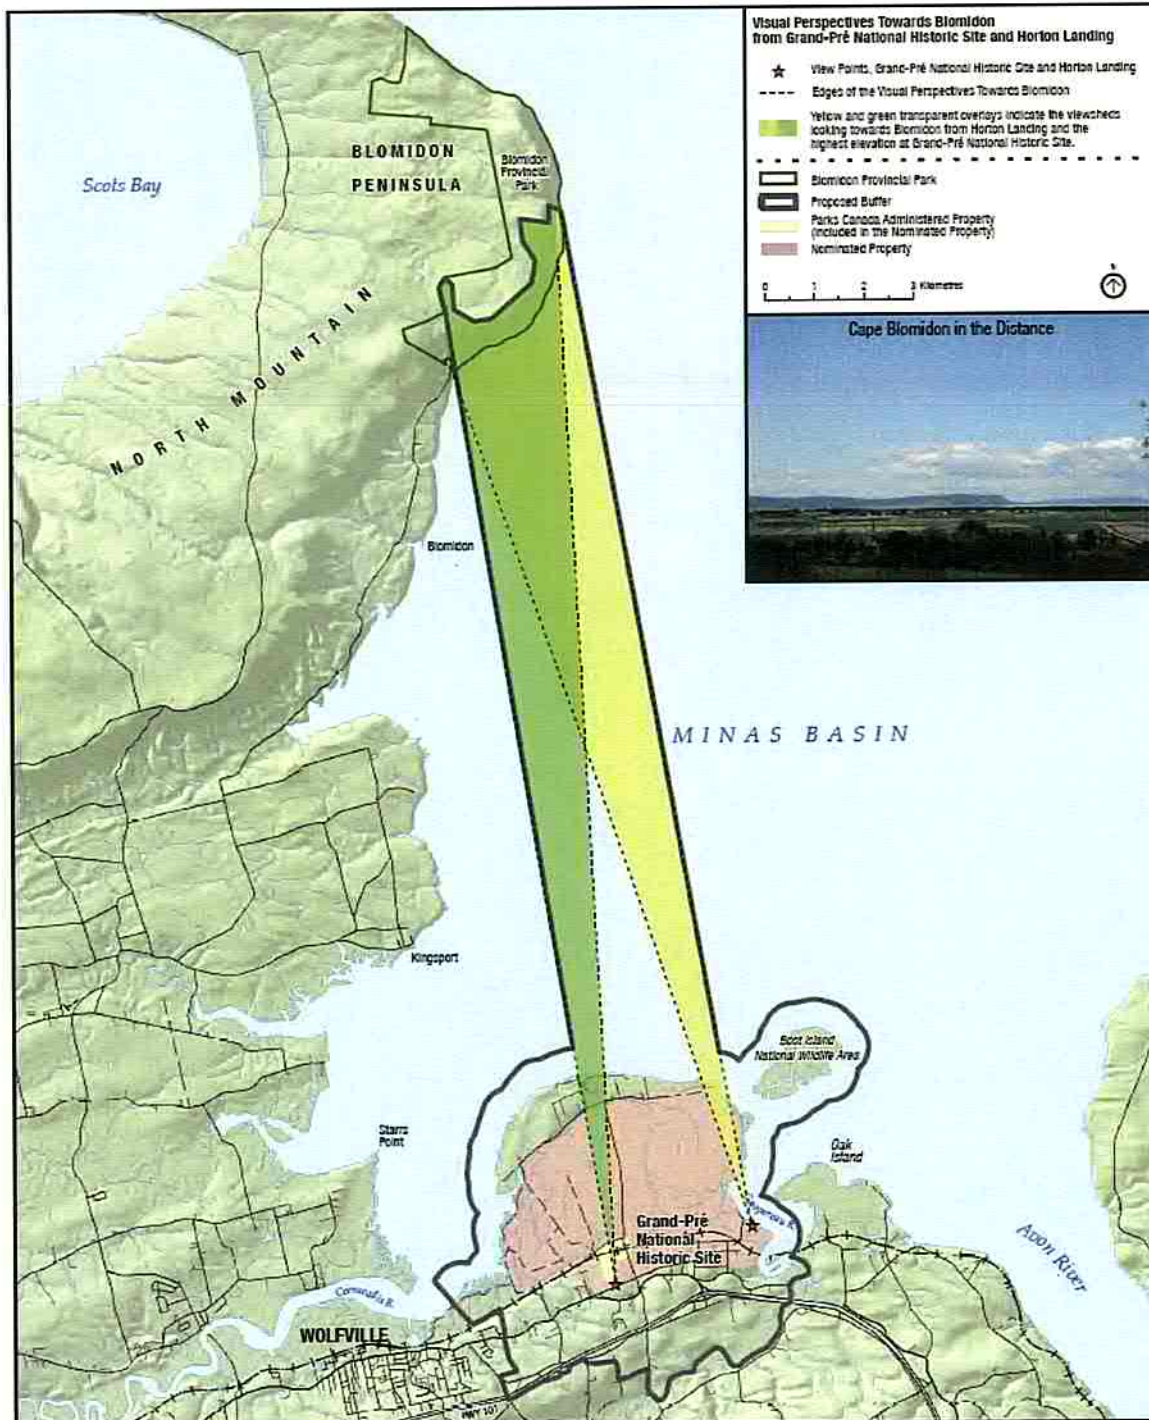 Visual Perspectives Towards Blomidon
from Grand-Pré National Historic Site and Horton Landing
View Points, Grand-Pré National Historic Site and Horton Landing
Edges of the Visual Perspectives Towards Blomidon
Yellow and green transparent overlays indicate the viewsheds
looking towards Blomidon from Horton Landing and the
highest elevation at Grand-Pré National Historic Site.
Blomidon Provincial Park
Proposed Buffer
Parks Canada Administered Property
(included in the Nominated Property)
Nominated Property
0 1 2 3 Kilometres
Cape Blomidon in the Distance
BLOMIDON
PENINSULA
Blomidon
Provincial
Park
Scots Bay
NORTH MOUNTAIN
Blomidon
MINAS BASIN
Kingsport
Boot Island
National Wildlife Area
Starrs
Point
Oak
Island
Grand-Pré
National
Historic Site
Avon River
Cornwallis R.
WOLFVILLE
HWY 101